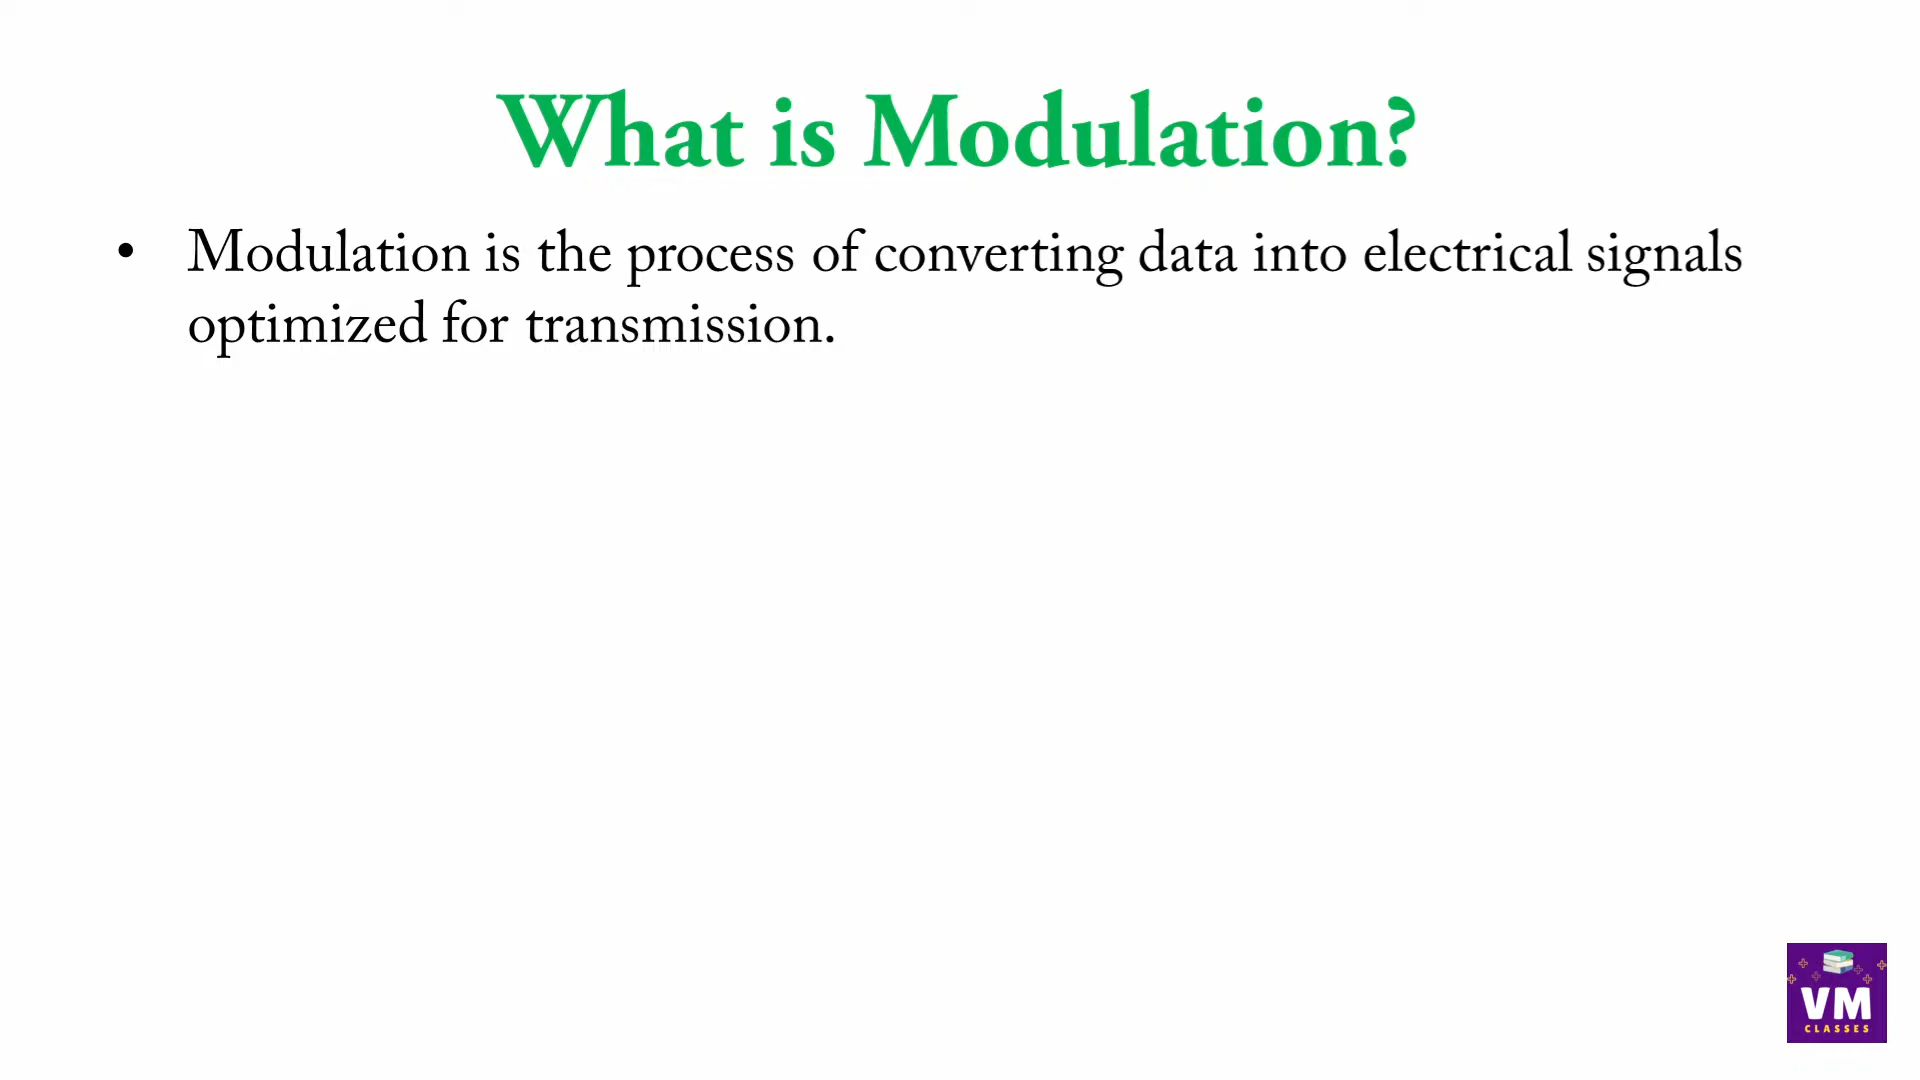 What is Modulation?
• Modulation is the process of converting data into electrical signals
optimized for transmission.
VM
CLASSES